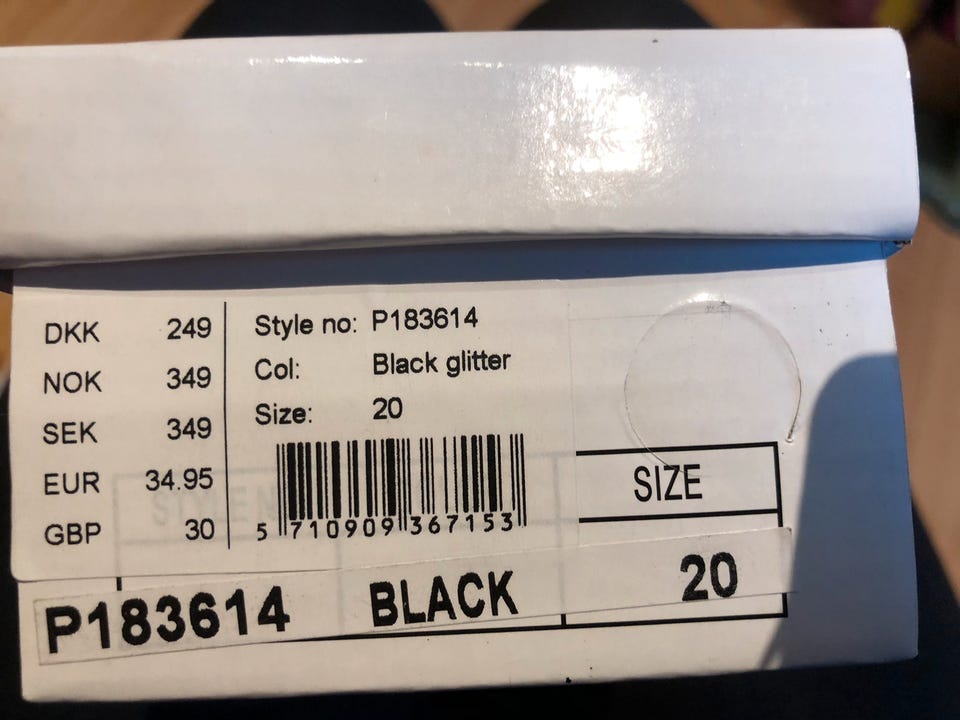 DKK 249
NOK 349
SEK 349
EUR 34.95
GBP 30
Style no: P183614
Col: Black glitter
Size: 20
5 710909 367153
STYLE N
SIZE
P183614 BLACK 20